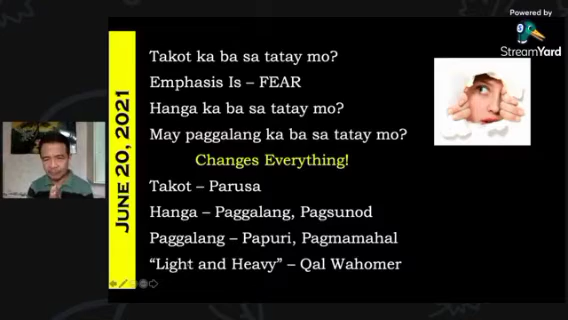 Powered by
StreamYard
JUNE 20, 2021
Takot ka ba sa tatay mo?
Emphasis Is – FEAR
Hanga ka ba sa tatay mo?
May paggalang ka ba sa tatay mo?
Changes Everything!
Takot – Parusa
Hanga – Paggalang, Pagsunod
Paggalang – Papuri, Pagmamahal
“Light and Heavy” – Qal Wahomer